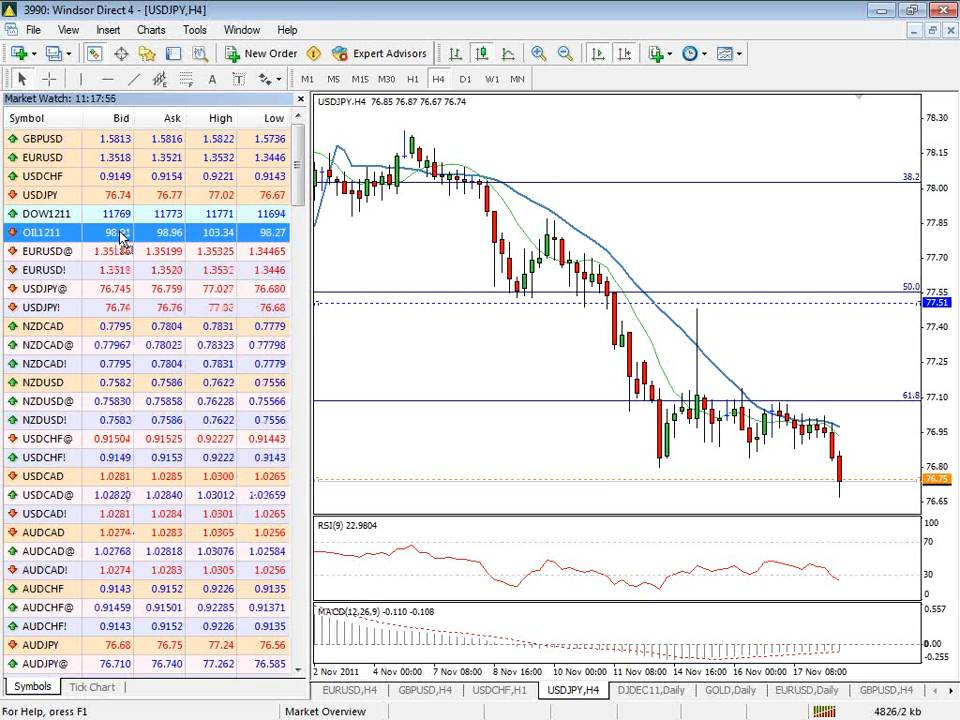 3990: Windsor Direct 4 - [USDJPY,H4]
File View Insert Charts Tools Window Help
New Order Expert Advisors
A T M1 M5 M15 M30 H1 H4 D1 W1 MN
Market Watch: 11:17:56
Symbol Bid Ask High Low
GBPUSD 1.5813 1.5816 1.5822 1.5736
EURUSD 1.3518 1.3521 1.3532 1.3446
USDCHF 0.9149 0.9154 0.9221 0.9143
USDJPY 76.74 76.77 77.02 76.67
DOW1211 11769 11773 11771 11694
OIL1211 98.96 103.34 98.27
EURUSD@ 1.35199 1.35325 1.34465
EURUSD! 1.3518 1.3520 1.3532 1.3446
USDJPY@ 76.745 76.759 77.027 76.680
USDJPY! 76.74 76.76 76.68
NZDCAD 0.7795 0.7804 0.7831 0.7779
NZDCAD@ 0.77967 0.78023 0.78323 0.77798
NZDCAD! 0.7795 0.7804 0.7831 0.7779
NZDUSD 0.7582 0.7586 0.7622 0.7556
NZDUSD@ 0.75830 0.75858 0.76228 0.75566
NZDUSD! 0.7582 0.7586 0.7622 0.7556
USDCHF@ 0.91504 0.91525 0.92227 0.91443
USDCHF! 0.9149 0.9153 0.9222 0.9143
USDCAD 1.0281 1.0285 1.0300 1.0265
USDCAD@ 1.02820 1.02840 1.03012 1.02659
USDCAD! 1.0281 1.0284 1.0301 1.0265
AUDCAD 1.0274 1.0283 1.0305 1.0256
AUDCAD@ 1.02768 1.02818 1.03076 1.02584
AUDCAD! 1.0274 1.0283 1.0305 1.0256
AUDCHF 0.9143 0.9152 0.9226 0.9135
AUDCHF@ 0.91459 0.91501 0.92285 0.91371
AUDCHF! 0.9143 0.9152 0.9226 0.9135
AUDJPY 76.68 76.75 77.24 76.56
AUDJPY@ 76.710 76.740 77.262 76.585
Symbols Tick Chart
USDJPY,H4 76.85 76.87 76.67 76.74
78.30
78.15
38.2
78.00
77.85
77.70
50.0
77.55
77.51
77.40
77.25
61.8
77.10
76.95
76.80
76.75
76.65
RSI(9) 22.9804
100
70
30
0
MACD(12,26,9) -0.110 -0.108
0.557
0.00
-0.255
2 Nov 2011 4 Nov 00:00 7 Nov 08:00 8 Nov 16:00 10 Nov 00:00 11 Nov 08:00 14 Nov 16:00 16 Nov 00:00 17 Nov 08:00
EURUSD,H4 GBPUSD,H4 USDCHF,H1 USDJPY,H4 DJDEC11,Daily GOLD,Daily EURUSD,Daily GBPUSD,H4
For Help, press F1 Market Overview 4826/2 kb